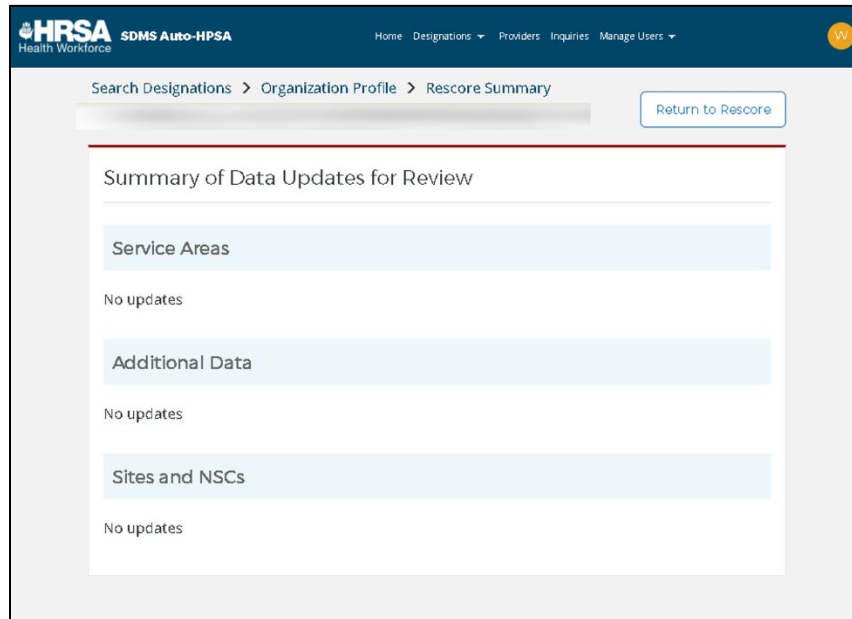 HRSA
Health Workforce
SDMS Auto-HPSA
Home Designations Providers Inquiries Manage Users
W
Search Designations > Organization Profile > Rescore Summary
Return to Rescore
Summary of Data Updates for Review
Service Areas
No updates
Additional Data
No updates
Sites and NSCs
No updates